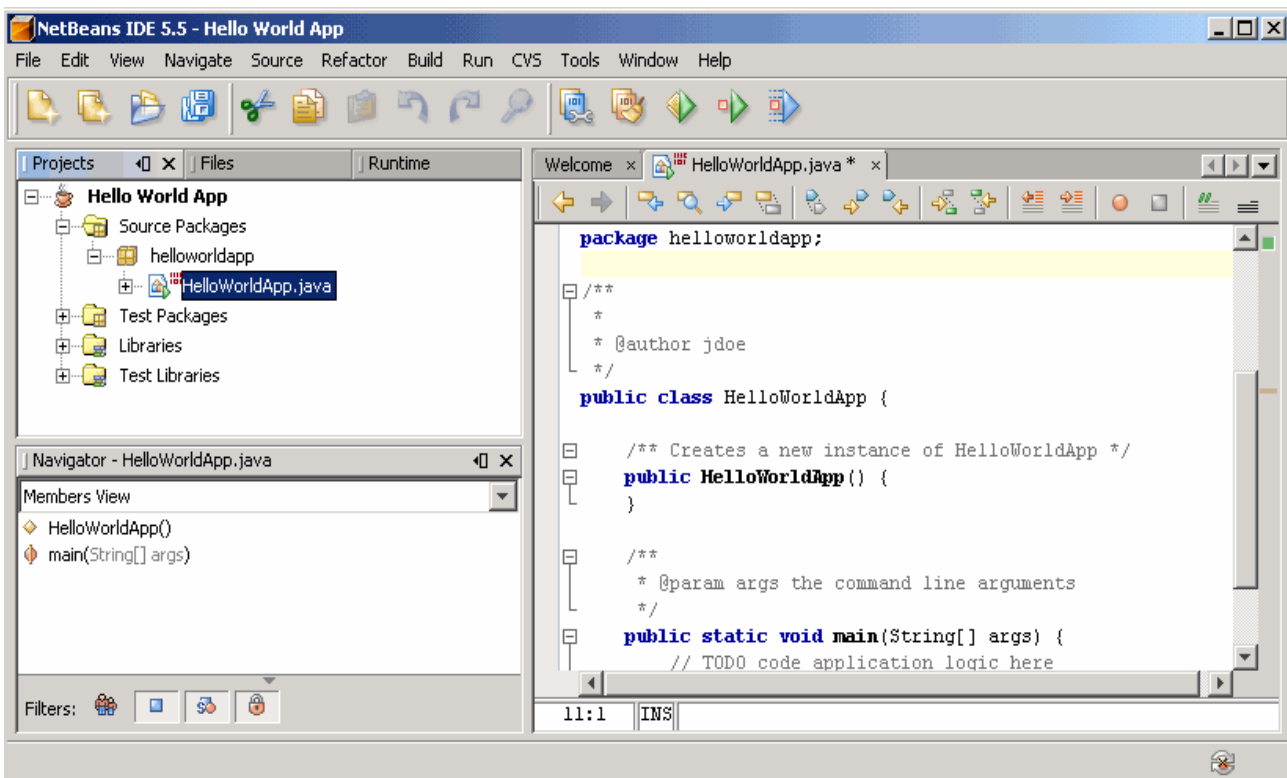 NetBeans IDE 5.5 - Hello World App
File Edit View Navigate Source Refactor Build Run CVS Tools Window Help
Projects Files Runtime
Hello World App
Source Packages
helloworldapp
HelloWorldApp.java
Test Packages
Libraries
Test Libraries
Navigator - HelloWorldApp.java
Members View
HelloWorldApp()
main(String[] args)
Filters:
Welcome HelloWorldApp.java *
package helloworldapp;
/**
*
* @author jdoe
*/
public class HelloWorldApp {
/** Creates a new instance of HelloWorldApp */
public HelloWorldApp() {
}
/**
* @param args the command line arguments
*/
public static void main(String[] args) {
// TODO code application logic here
11:1 INS